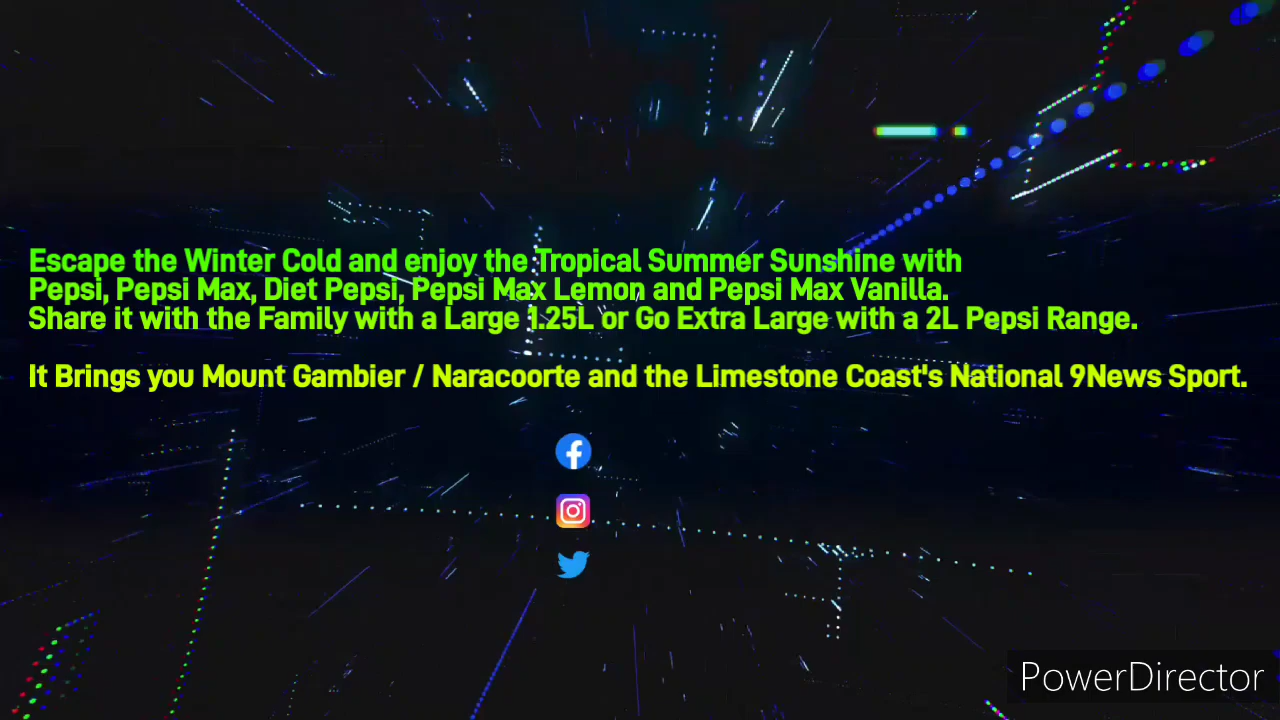 Escape the Winter Cold and enjoy the Tropical Summer Sunshine with
Pepsi, Pepsi Max, Diet Pepsi, Pepsi Max Lemon and Pepsi Max Vanilla.
Share it with the Family with a Large 1.25L or Go Extra Large with a 2L Pepsi Range.
It Brings you Mount Gambier / Naracoorte and the Limestone Coast's National 9News Sport.
PowerDirector